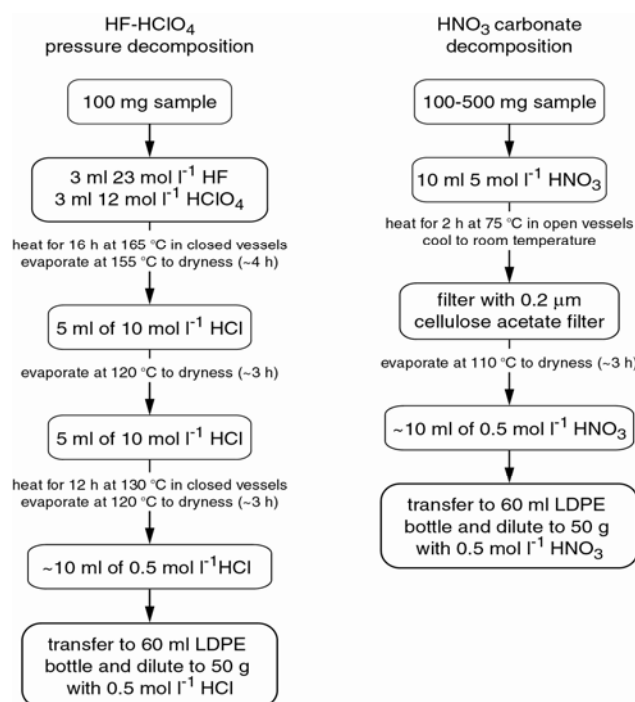 HF-HClO₄
pressure decomposition
100 mg sample
3 ml 23 mol l⁻¹ HF
3 ml 12 mol l⁻¹ HClO₄
heat for 16 h at 165 °C in closed vessels
evaporate at 155 °C to dryness (~4 h)
5 ml of 10 mol l⁻¹ HCl
evaporate at 120 °C to dryness (~3 h)
5 ml of 10 mol l⁻¹ HCl
heat for 12 h at 130 °C in closed vessels
evaporate at 120 °C to dryness (~3 h)
~10 ml of 0.5 mol l⁻¹HCl
transfer to 60 ml LDPE
bottle and dilute to 50 g
with 0.5 mol l⁻¹ HCl
HNO₃ carbonate
decomposition
100-500 mg sample
10 ml 5 mol l⁻¹ HNO₃
heat for 2 h at 75 °C in open vessels
cool to room temperature
filter with 0.2 µm
cellulose acetate filter
evaporate at 110 °C to dryness (~3 h)
~10 ml of 0.5 mol l⁻¹ HNO₃
transfer to 60 ml LDPE
bottle and dilute to 50 g
with 0.5 mol l⁻¹ HNO₃